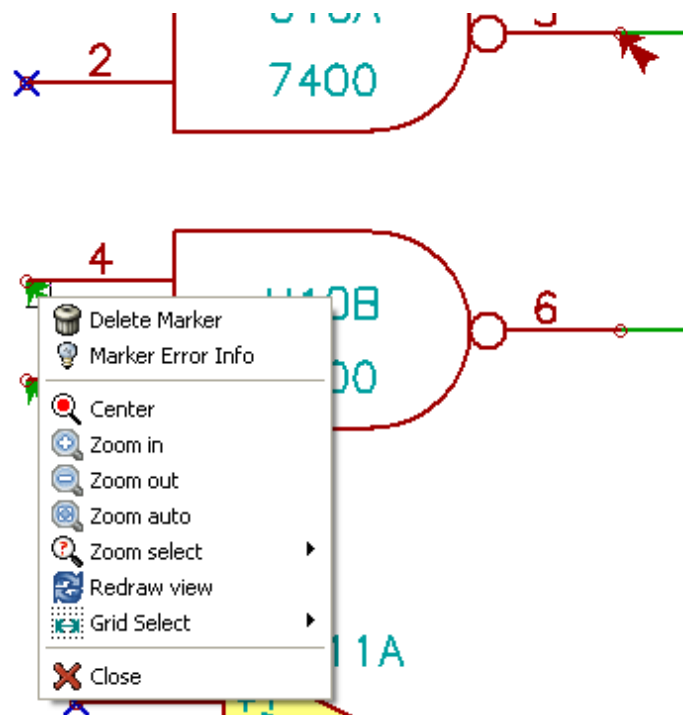 2
7400
4
6
Delete Marker
Marker Error Info
Center
Zoom in
Zoom out
Zoom auto
Zoom select
Redraw view
Grid Select
Close